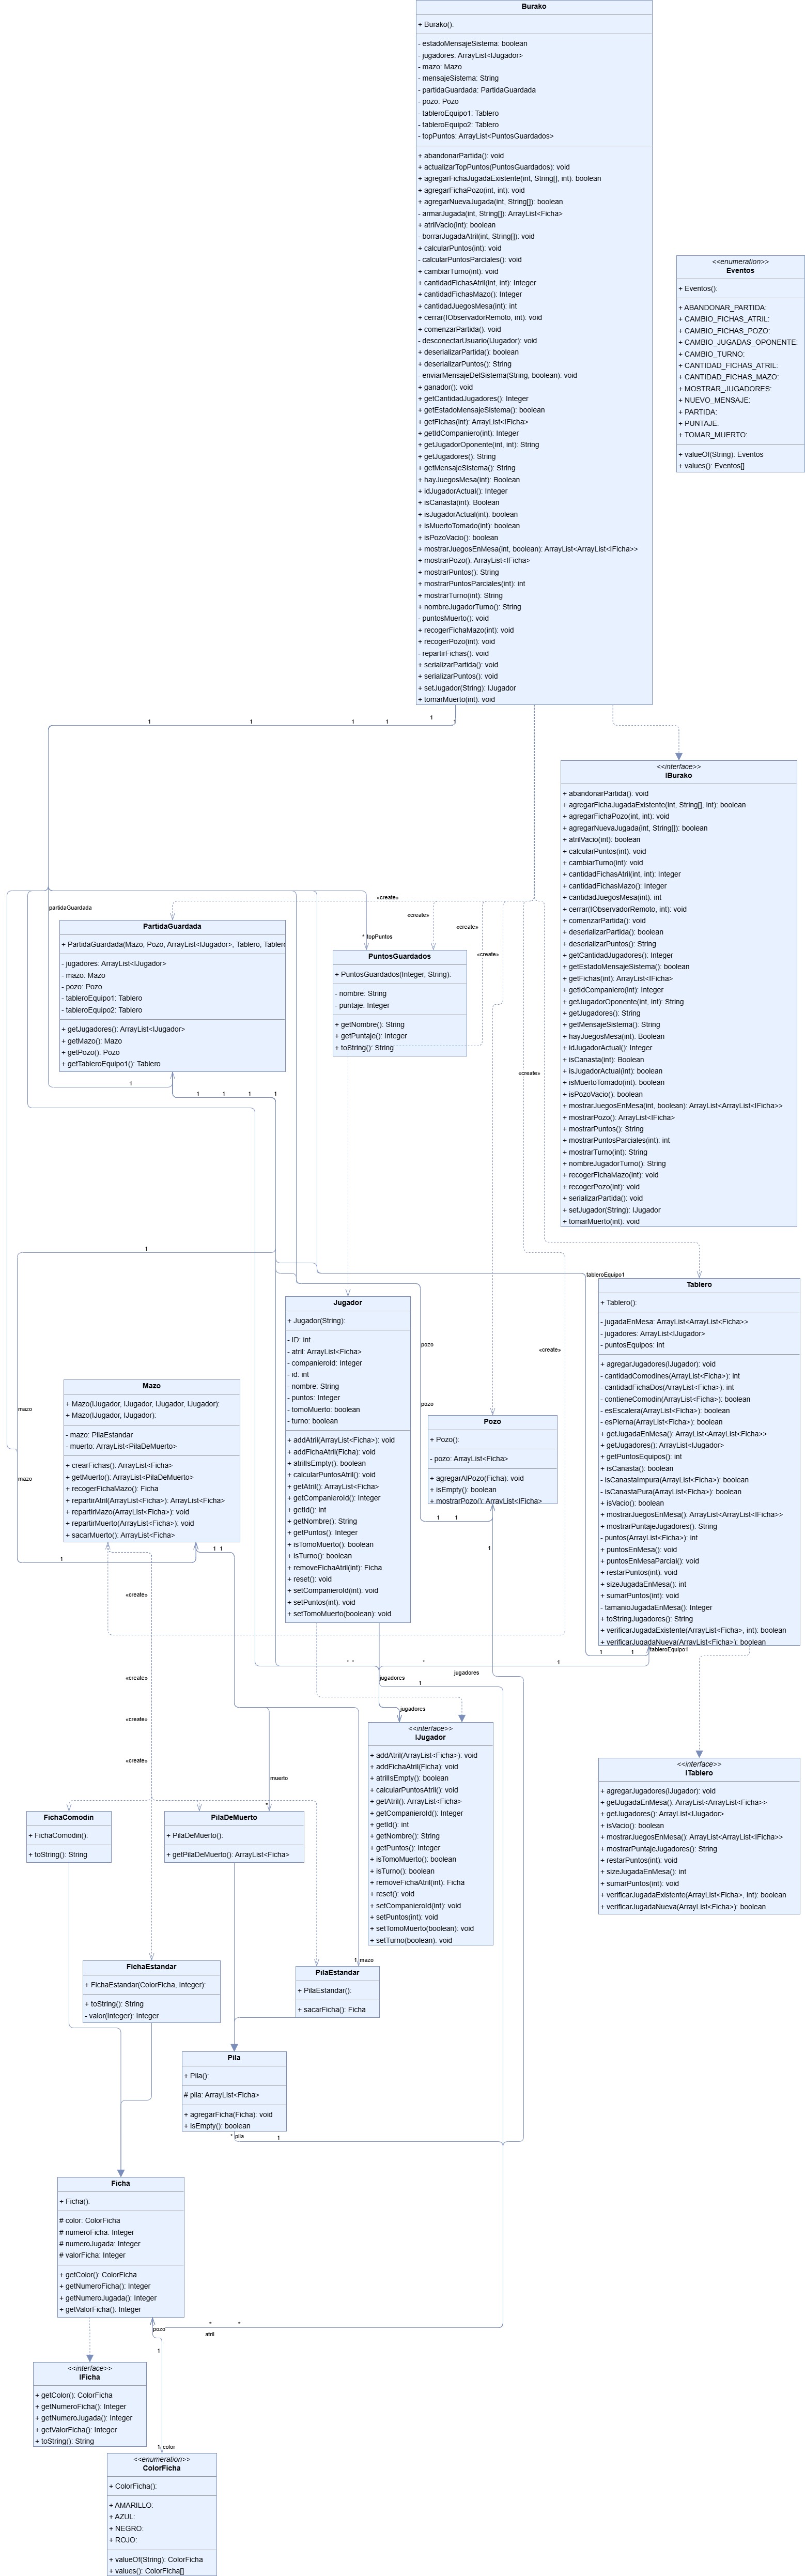 Burako
+ Burako():
- estadoMensajeSistema: boolean
- jugadores: ArrayList<IJugador>
- mazo: Mazo
- mensajeSistema: String
- partidaGuardada: PartidaGuardada
- pozo: Pozo
- tableroEquipo1: Tablero
- tableroEquipo2: Tablero
- topPuntos: ArrayList<PuntosGuardados>
+ abandonarPartida(): void
+ actualizarTopPuntos(PuntosGuardados): void
+ agregarFichaJugadaExistente(int, String[], int): boolean
+ agregarFichaPozo(int, int): void
+ agregarNuevaJugada(int, String[]): boolean
- armarJugada(int, String[]): ArrayList<Ficha>
+ atrilVacio(int): boolean
- borrarJugadaAtril(int, String[]): void
+ calcularPuntos(int): void
- calcularPuntosParciales(): void
+ cambiarTurno(int): void
+ cantidadFichasAtril(int, int): Integer
+ cantidadFichasMazo(): Integer
+ cantidadJuegosMesa(int): int
+ cerrar(IObservadorRemoto, int): void
+ comenzarPartida(): void
- desconectarUsuario(IJugador): void
+ deserializarPartida(): boolean
+ deserializarPuntos(): String
- enviarMensajeDelSistema(String, boolean): void
+ ganador(): void
+ getCantidadJugadores(): Integer
+ getEstadoMensajeSistema(): boolean
+ getFichas(int): ArrayList<IFicha>
+ getIdCompaniero(int): Integer
+ getJugadorOponente(int, int): String
+ getJugadores(): String
+ getMensajeSistema(): String
+ hayJuegosMesa(int): Boolean
+ idJugadorActual(): Integer
+ isCanasta(int): Boolean
+ isJugadorActual(int): boolean
+ isMuertoTomado(int): boolean
+ isPozoVacio(): boolean
+ mostrarJuegosEnMesa(int, boolean): ArrayList<ArrayList<IFicha>>
+ mostrarPozo(): ArrayList<IFicha>
+ mostrarPuntos(): String
+ mostrarPuntosParciales(int): int
+ mostrarTurno(int): String
+ nombreJugadorTurno(): String
- puntosMuerto(): void
+ recogerFichaMazo(int): void
+ recogerPozo(int): void
- repartirFichas(): void
+ serializarPartida(): void
+ serializarPuntos(): void
+ setJugador(String): IJugador
+ tomarMuerto(int): void
<<enumeration>>
Eventos
+ Eventos():
+ ABANDONAR_PARTIDA:
+ CAMBIO_FICHAS_ATRIL:
+ CAMBIO_FICHAS_POZO:
+ CAMBIO_JUGADAS_OPONENTE:
+ CAMBIO_TURNO:
+ CANTIDAD_FICHAS_ATRIL:
+ CANTIDAD_FICHAS_MAZO:
+ MOSTRAR_JUGADORES:
+ NUEVO_MENSAJE:
+ PARTIDA:
+ PUNTAJE:
+ TOMAR_MUERTO:
+ valueOf(String): Eventos
+ values(): Eventos[]
1 1 1 1 1 1
<<interface>>
IBurako
+ abandonarPartida(): void
+ agregarFichaJugadaExistente(int, String[], int): boolean
+ agregarFichaPozo(int, int): void
+ agregarNuevaJugada(int, String[]): boolean
+ atrilVacio(int): boolean
+ calcularPuntos(int): void
+ cambiarTurno(int): void
+ cantidadFichasAtril(int, int): Integer
+ cantidadFichasMazo(): Integer
+ cantidadJuegosMesa(int): int
+ cerrar(IObservadorRemoto, int): void
+ comenzarPartida(): void
+ deserializarPartida(): boolean
+ deserializarPuntos(): String
+ getCantidadJugadores(): Integer
+ getEstadoMensajeSistema(): boolean
+ getFichas(int): ArrayList<IFicha>
+ getIdCompaniero(int): Integer
+ getJugadorOponente(int, int): String
+ getJugadores(): String
+ getMensajeSistema(): String
+ hayJuegosMesa(int): Boolean
+ idJugadorActual(): Integer
+ isCanasta(int): Boolean
+ isJugadorActual(int): boolean
+ isMuertoTomado(int): boolean
+ isPozoVacio(): boolean
+ mostrarJuegosEnMesa(int, boolean): ArrayList<ArrayList<IFicha>>
+ mostrarPozo(): ArrayList<IFicha>
+ mostrarPuntos(): String
+ mostrarPuntosParciales(int): int
+ mostrarTurno(int): String
+ nombreJugadorTurno(): String
+ recogerFichaMazo(int): void
+ recogerPozo(int): void
+ serializarPartida(): void
+ setJugador(String): IJugador
+ tomarMuerto(int): void
«create»
«create»
«create»
«create»
«create»
«create»
partidaGuardada
* topPuntos
PartidaGuardada
+ PartidaGuardada(Mazo, Pozo, ArrayList<IJugador>, Tablero, Tablero
- jugadores: ArrayList<IJugador>
- mazo: Mazo
- pozo: Pozo
- tableroEquipo1: Tablero
- tableroEquipo2: Tablero
+ getJugadores(): ArrayList<IJugador>
+ getMazo(): Mazo
+ getPozo(): Pozo
+ getTableroEquipo1(): Tablero
PuntosGuardados
+ PuntosGuardados(Integer, String):
- nombre: String
- puntaje: Integer
+ getNombre(): String
+ getPuntaje(): Integer
+ toString(): String
1
1 1 1 1
1
tableroEquipo1
Tablero
+ Tablero():
- jugadaEnMesa: ArrayList<ArrayList<Ficha>>
- jugadores: ArrayList<IJugador>
- puntosEquipos: int
+ agregarJugadores(IJugador): void
- cantidadComodines(ArrayList<Ficha>): int
- cantidadFichaDos(ArrayList<Ficha>): int
- contieneComodin(ArrayList<Ficha>): boolean
- esEscalera(ArrayList<Ficha>): boolean
- esPierna(ArrayList<Ficha>): boolean
+ getJugadaEnMesa(): ArrayList<ArrayList<Ficha>>
+ getJugadores(): ArrayList<IJugador>
+ getPuntosEquipos(): int
+ isCanasta(): boolean
- isCanastaImpura(ArrayList<Ficha>): boolean
- isCanastaPura(ArrayList<Ficha>): boolean
+ isVacio(): boolean
+ mostrarJuegosEnMesa(): ArrayList<ArrayList<IFicha>>
+ mostrarPuntajeJugadores(): String
- puntos(ArrayList<Ficha>): int
+ puntosEnMesa(): void
+ puntosEnMesaParcial(): void
+ restarPuntos(int): void
+ sizeJugadaEnMesa(): int
+ sumarPuntos(int): void
- tamanioJugadaEnMesa(): Integer
+ toStringJugadores(): String
+ verificarJugadaExistente(ArrayList<Ficha>, int): boolean
+ verificarJugadaNueva(ArrayList<Ficha>): boolean
Jugador
+ Jugador(String):
- ID: int
- atril: ArrayList<Ficha>
- companieroId: Integer
- id: int
- nombre: String
- puntos: Integer
- tomoMuerto: boolean
- turno: boolean
+ addAtril(ArrayList<Ficha>): void
+ addFichaAtril(Ficha): void
+ atrilIsEmpty(): boolean
+ calcularPuntosAtril(): void
+ getAtril(): ArrayList<Ficha>
+ getCompanieroId(): Integer
+ getId(): int
+ getNombre(): String
+ getPuntos(): Integer
+ isTomoMuerto(): boolean
+ isTurno(): boolean
+ removeFichaAtril(int): Ficha
+ reset(): void
+ setCompanieroId(int): void
+ setPuntos(int): void
+ setTomoMuerto(boolean): void
pozo
pozo
1 1
Pozo
+ Pozo():
- pozo: ArrayList<Ficha>
+ agregarAlPozo(Ficha): void
+ isEmpty(): boolean
+ mostrarPozo(): ArrayList<IFicha>
1
mazo
mazo
1
Mazo
+ Mazo(IJugador, IJugador, IJugador, IJugador):
+ Mazo(IJugador, IJugador):
- mazo: PilaEstandar
- muerto: ArrayList<PilaDeMuerto>
+ crearFichas(): ArrayList<Ficha>
+ getMuerto(): ArrayList<PilaDeMuerto>
+ recogerFichaMazo(): Ficha
+ repartirAtril(ArrayList<Ficha>): ArrayList<Ficha>
+ repartirMazo(ArrayList<Ficha>): void
+ repartirMuerto(ArrayList<Ficha>): void
+ sacarMuerto(): ArrayList<Ficha>
1 1
«create»
«create»
«create»
«create»
1 1
tableroEquipo1
* * * 1
jugadores
jugadores
1
jugadores
<<interface>>
IJugador
+ addAtril(ArrayList<Ficha>): void
+ addFichaAtril(Ficha): void
+ atrilIsEmpty(): boolean
+ calcularPuntosAtril(): void
+ getAtril(): ArrayList<Ficha>
+ getCompanieroId(): Integer
+ getId(): int
+ getNombre(): String
+ getPuntos(): Integer
+ isTomoMuerto(): boolean
+ isTurno(): boolean
+ removeFichaAtril(int): Ficha
+ reset(): void
+ setCompanieroId(int): void
+ setPuntos(int): void
+ setTomoMuerto(boolean): void
+ setTurno(boolean): void
<<interface>>
ITablero
+ agregarJugadores(IJugador): void
+ getJugadaEnMesa(): ArrayList<ArrayList<Ficha>>
+ getJugadores(): ArrayList<IJugador>
+ isVacio(): boolean
+ mostrarJuegosEnMesa(): ArrayList<ArrayList<IFicha>>
+ mostrarPuntajeJugadores(): String
+ restarPuntos(int): void
+ sizeJugadaEnMesa(): int
+ sumarPuntos(int): void
+ verificarJugadaExistente(ArrayList<Ficha>, int): boolean
+ verificarJugadaNueva(ArrayList<Ficha>): boolean
muerto
*
FichaComodin
+ FichaComodin():
+ toString(): String
PilaDeMuerto
+ PilaDeMuerto():
+ getPilaDeMuerto(): ArrayList<Ficha>
FichaEstandar
+ FichaEstandar(ColorFicha, Integer):
+ toString(): String
- valor(Integer): Integer
1 mazo
PilaEstandar
+ PilaEstandar():
+ sacarFicha(): Ficha
Pila
+ Pila():
# pila: ArrayList<Ficha>
+ agregarFicha(Ficha): void
+ isEmpty(): boolean
* pila 1
Ficha
+ Ficha():
# color: ColorFicha
# numeroFicha: Integer
# numeroJugada: Integer
# valorFicha: Integer
+ getColor(): ColorFicha
+ getNumeroFicha(): Integer
+ getNumeroJugada(): Integer
+ getValorFicha(): Integer
* *
pozo
atril
1
<<interface>>
IFicha
+ getColor(): ColorFicha
+ getNumeroFicha(): Integer
+ getNumeroJugada(): Integer
+ getValorFicha(): Integer
+ toString(): String
1 color
<<enumeration>>
ColorFicha
+ ColorFicha():
+ AMARILLO:
+ AZUL:
+ NEGRO:
+ ROJO:
+ valueOf(String): ColorFicha
+ values(): ColorFicha[]